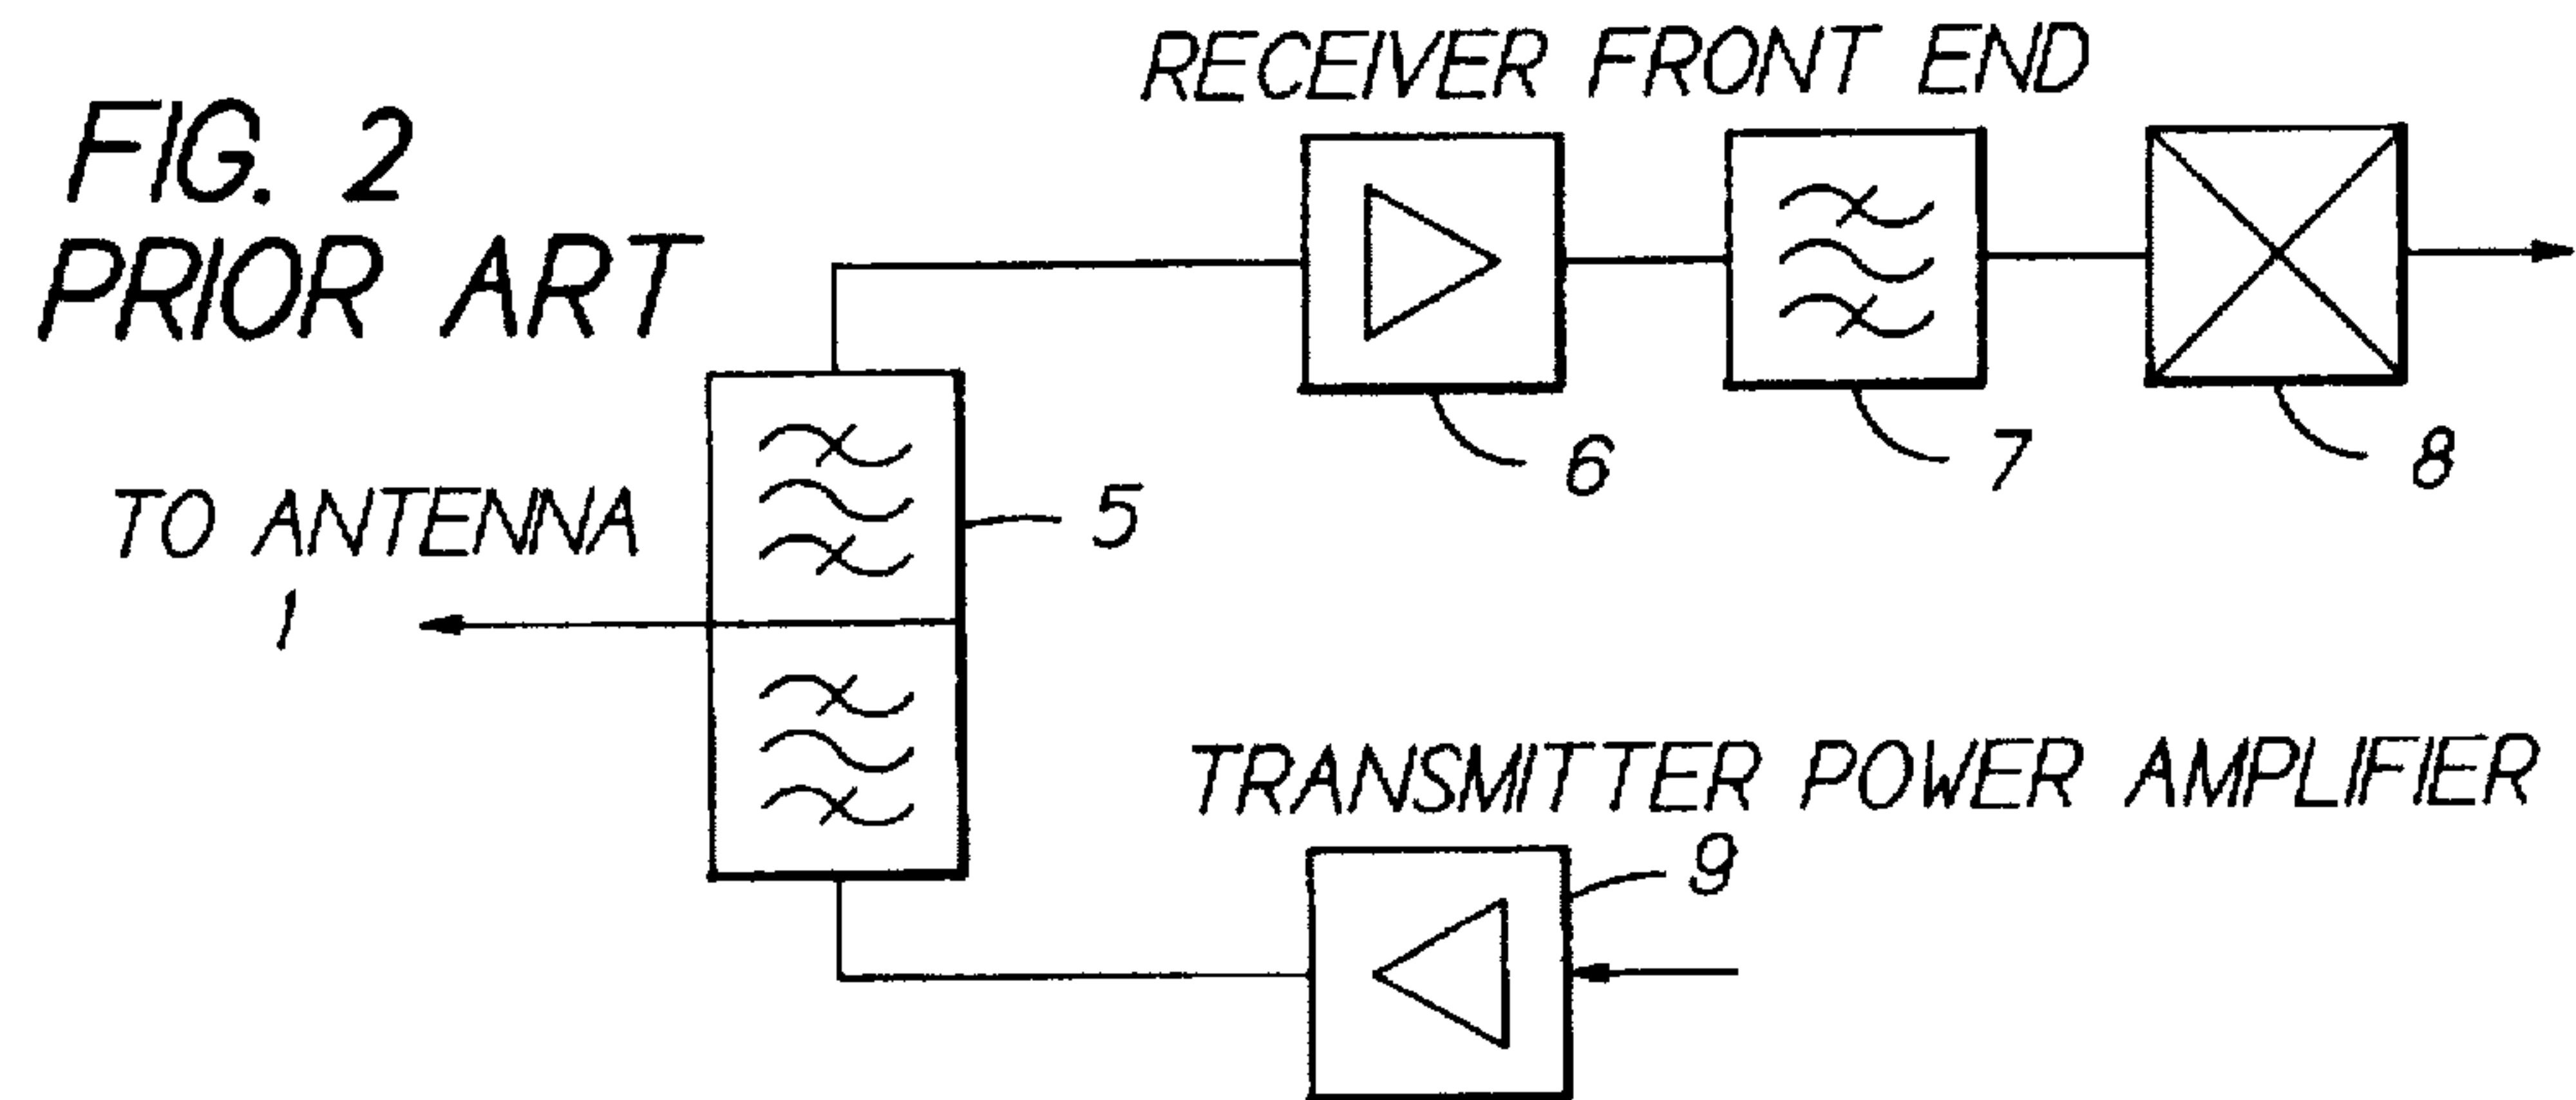 FIG. 2
PRIOR ART
RECEIVER FRONT END
6
7
8
TO ANTENNA
1
5
TRANSMITTER POWER AMPLIFIER
9